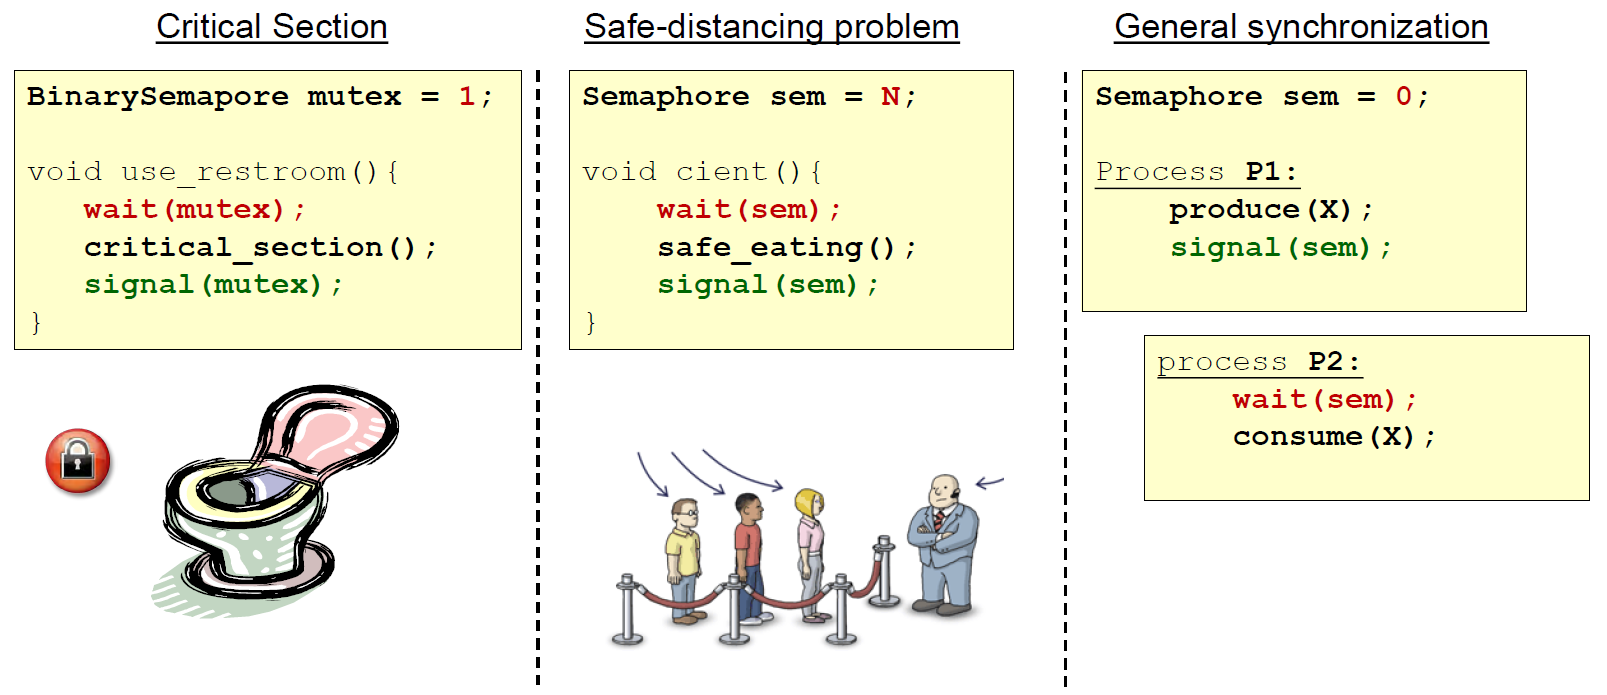 Critical Section
BinarySemapore mutex = 1;
void use_restroom(){
wait(mutex);
critical_section();
signal(mutex);
}
Safe-distancing problem
Semaphore sem = N;
void cient(){
wait(sem);
safe_eating();
signal(sem);
}
General synchronization
Semaphore sem = 0;
Process P1:
produce(X);
signal(sem);
process P2:
wait(sem);
consume(X);